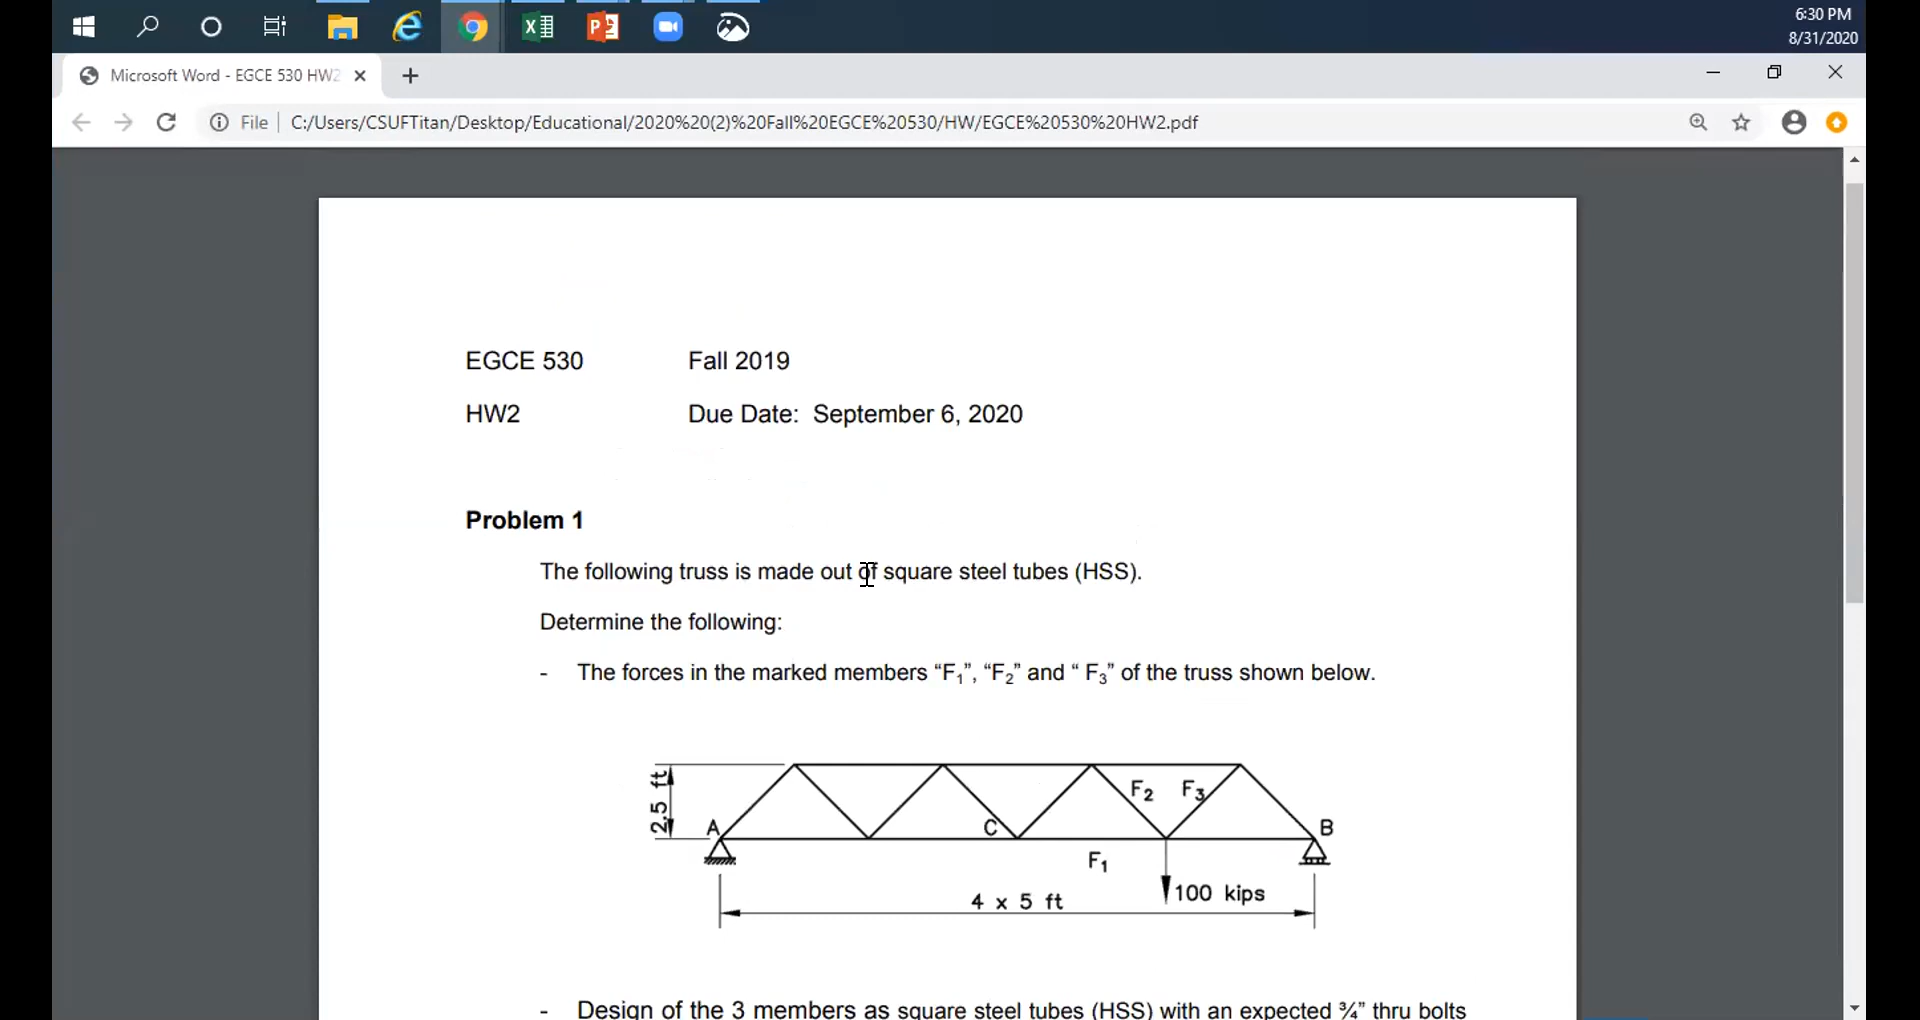 6:30 PM
8/31/2020
Microsoft Word - EGCE 530 HW2
File C:/Users/CSUFTitan/Desktop/Educational/2020%20(2)%20Fall%20EGCE%20530/HW/EGCE%20530%20HW2.pdf
EGCE 530 Fall 2019
HW2 Due Date: September 6, 2020
Problem 1
The following truss is made out of square steel tubes (HSS).
Determine the following:
- The forces in the marked members “F₁”, “F₂” and “ F₃” of the truss shown below.
2.5 ft
F₂ F₃
A C B
F₁
100 kips
4 x 5 ft
- Design of the 3 members as square steel tubes (HSS) with an expected ¾” thru bolts